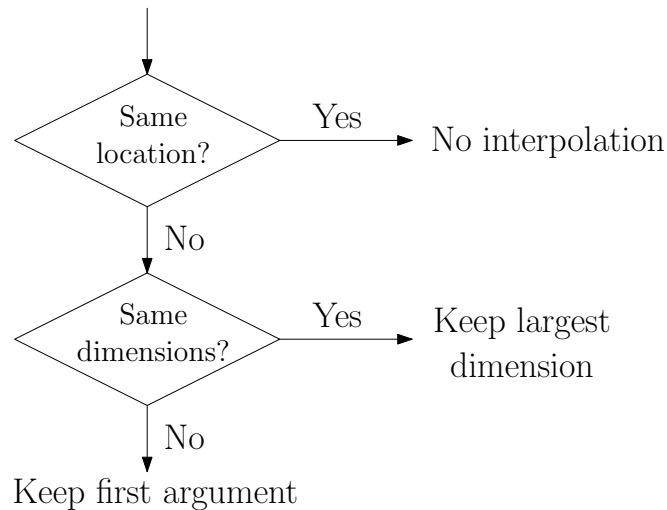 Same
location?
Yes
No interpolation
No
Same
dimensions?
Yes
Keep largest
dimension
No
Keep first argument